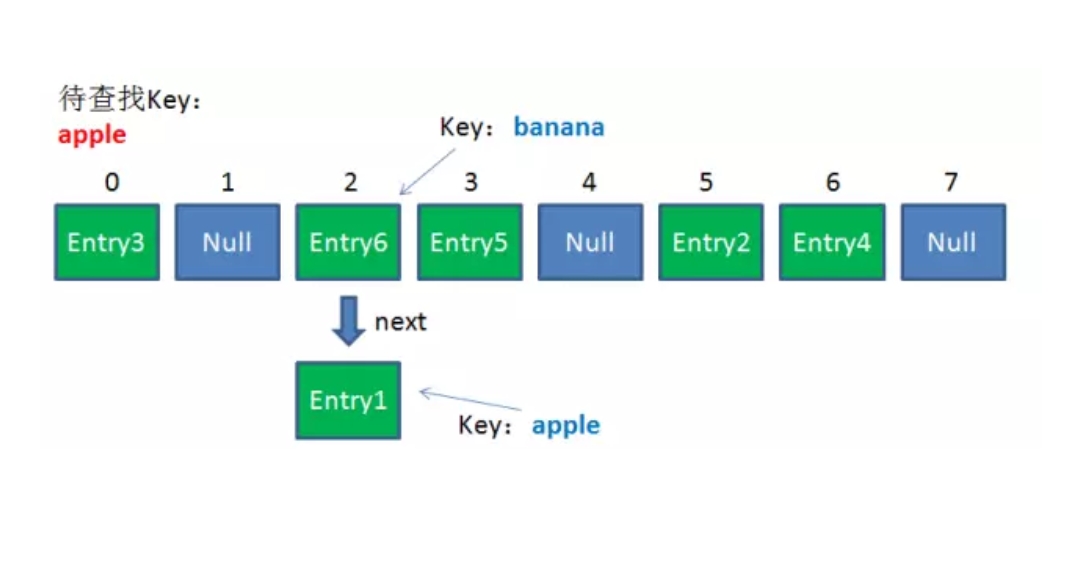 待查找Key：
apple
Key：banana
0 1 2 3 4 5 6 7
Entry3 Null Entry6 Entry5 Null Entry2 Entry4 Null
next
Entry1
Key：apple